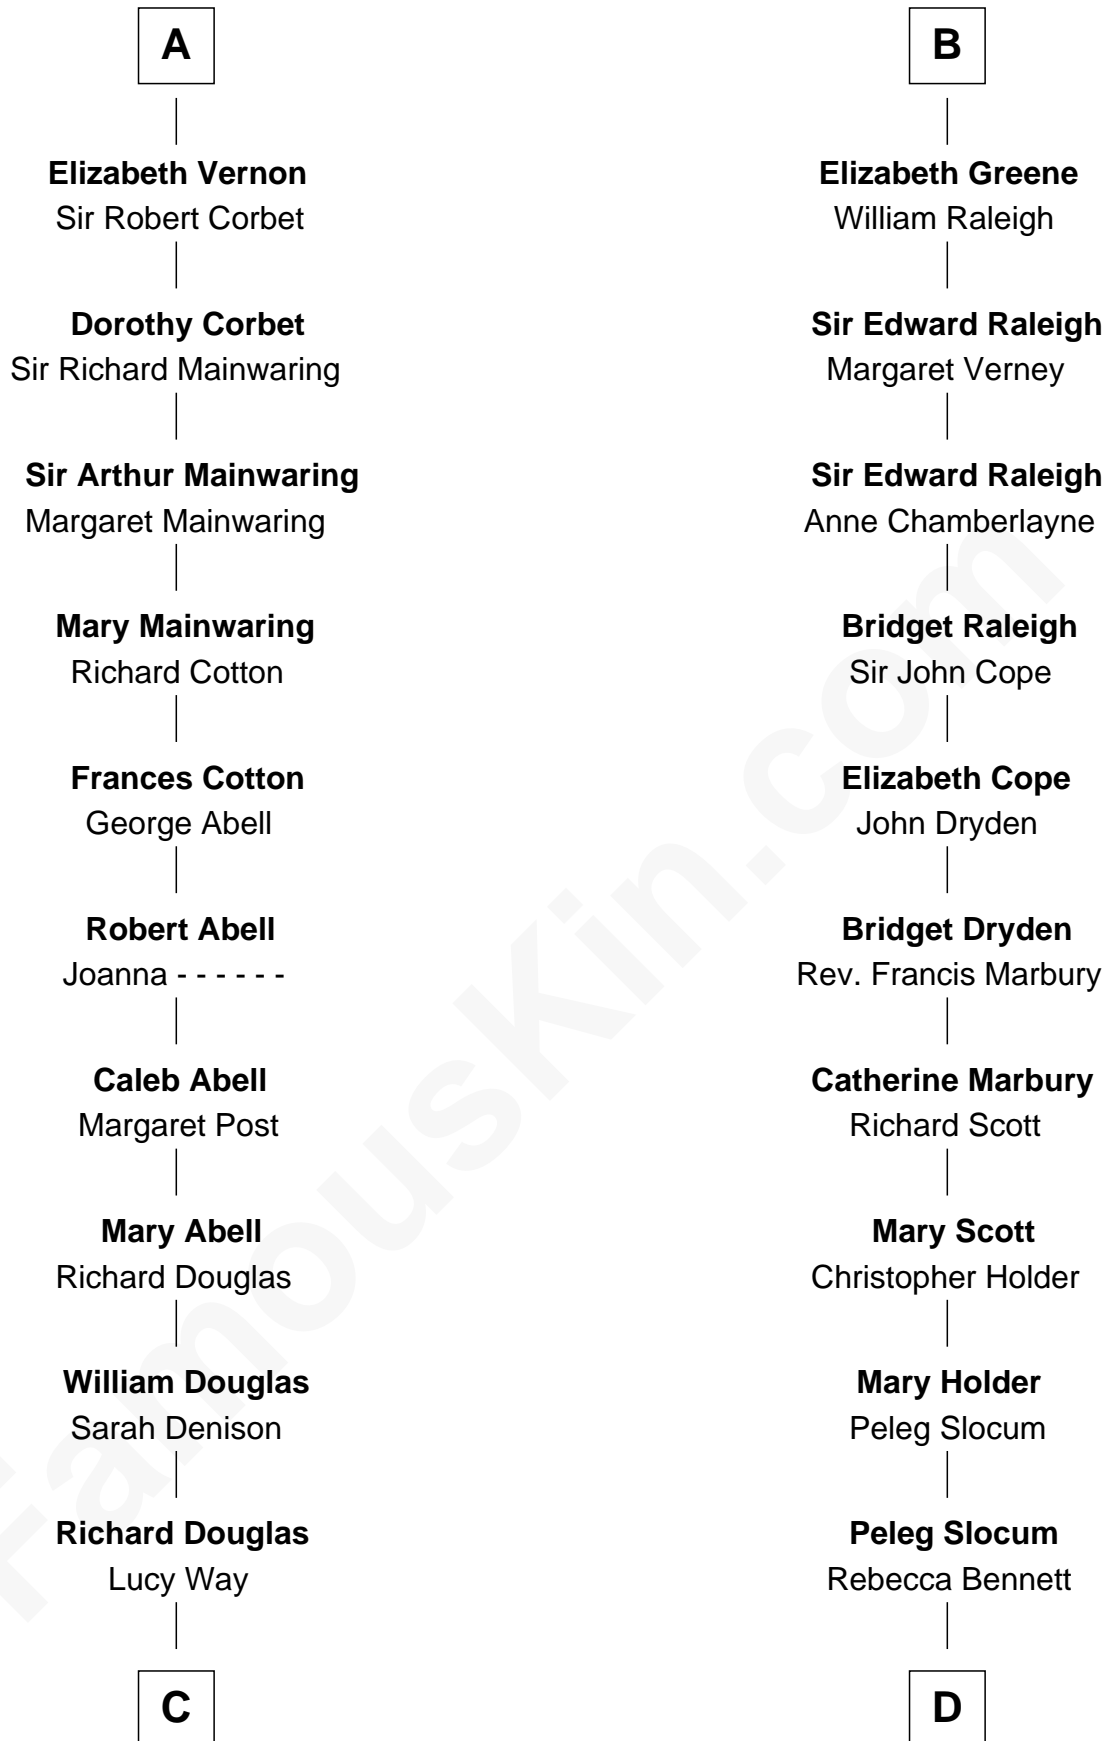 A
Elizabeth Vernon
Sir Robert Corbet
Dorothy Corbet
Sir Richard Mainwaring
Sir Arthur Mainwaring
Margaret Mainwaring
Mary Mainwaring
Richard Cotton
Frances Cotton
George Abell
Robert Abell
Joanna - - - - - -
Caleb Abell
Margaret Post
Mary Abell
Richard Douglas
William Douglas
Sarah Denison
Richard Douglas
Lucy Way
C
B
Elizabeth Greene
William Raleigh
Sir Edward Raleigh
Margaret Verney
Sir Edward Raleigh
Anne Chamberlayne
Bridget Raleigh
Sir John Cope
Elizabeth Cope
John Dryden
Bridget Dryden
Rev. Francis Marbury
Catherine Marbury
Richard Scott
Mary Scott
Christopher Holder
Mary Holder
Peleg Slocum
Peleg Slocum
Rebecca Bennett
D
FamousKin.com